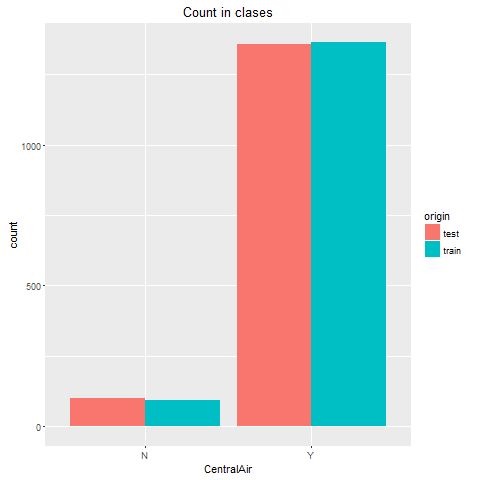 Count in clases
count
1000
500
0
N Y
CentralAir
origin
test
train